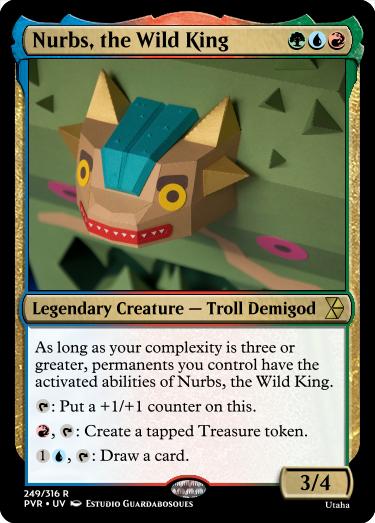 Nurbs, the Wild King
Legendary Creature — Troll Demigod
As long as your complexity is three or
greater, permanents you control have the
activated abilities of Nurbs, the Wild King.
: Put a +1/+1 counter on this.
, : Create a tapped Treasure token.
1 , : Draw a card.
3/4
249/316 R
PVR • UV Estudio Guardabosques
Utaha